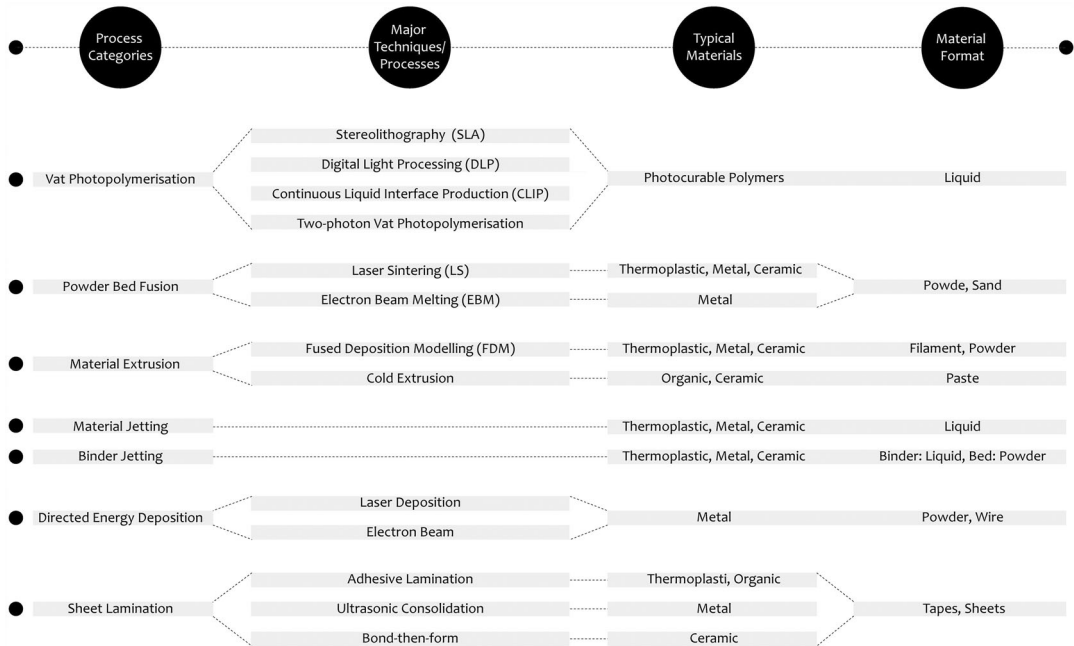 Process
Categories
Major
Techniques/
Processes
Typical
Materials
Material
Format
Vat Photopolymerisation
Stereolithography (SLA)
Digital Light Processing (DLP)
Continuous Liquid Interface Production (CLIP)
Two-photon Vat Photopolymerisation
Photocurable Polymers
Liquid
Powder Bed Fusion
Laser Sintering (LS)
Thermoplastic, Metal, Ceramic
Electron Beam Melting (EBM)
Metal
Powde, Sand
Material Extrusion
Fused Deposition Modelling (FDM)
Thermoplastic, Metal, Ceramic
Filament, Powder
Cold Extrusion
Organic, Ceramic
Paste
Material Jetting
Thermoplastic, Metal, Ceramic
Liquid
Binder Jetting
Thermoplastic, Metal, Ceramic
Binder: Liquid, Bed: Powder
Directed Energy Deposition
Laser Deposition
Electron Beam
Metal
Powder, Wire
Sheet Lamination
Adhesive Lamination
Thermoplasti, Organic
Ultrasonic Consolidation
Metal
Bond-then-form
Ceramic
Tapes, Sheets